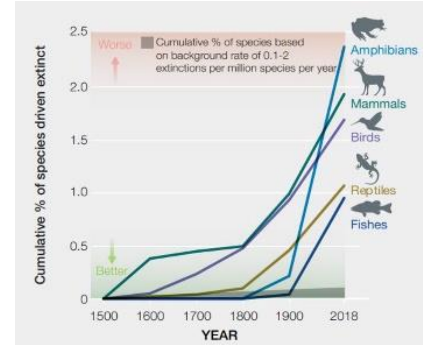 2.5
2.0
1.5
1.0
0.5
0
Cumulative % of species driven extinct
Worse
Better
Cumulative % of species based
on background rate of 0.1-2
extinctions per million species per year
Amphibians
Mammals
Birds
Reptiles
Fishes
1500 1600 1700 1800 1900 2018
YEAR